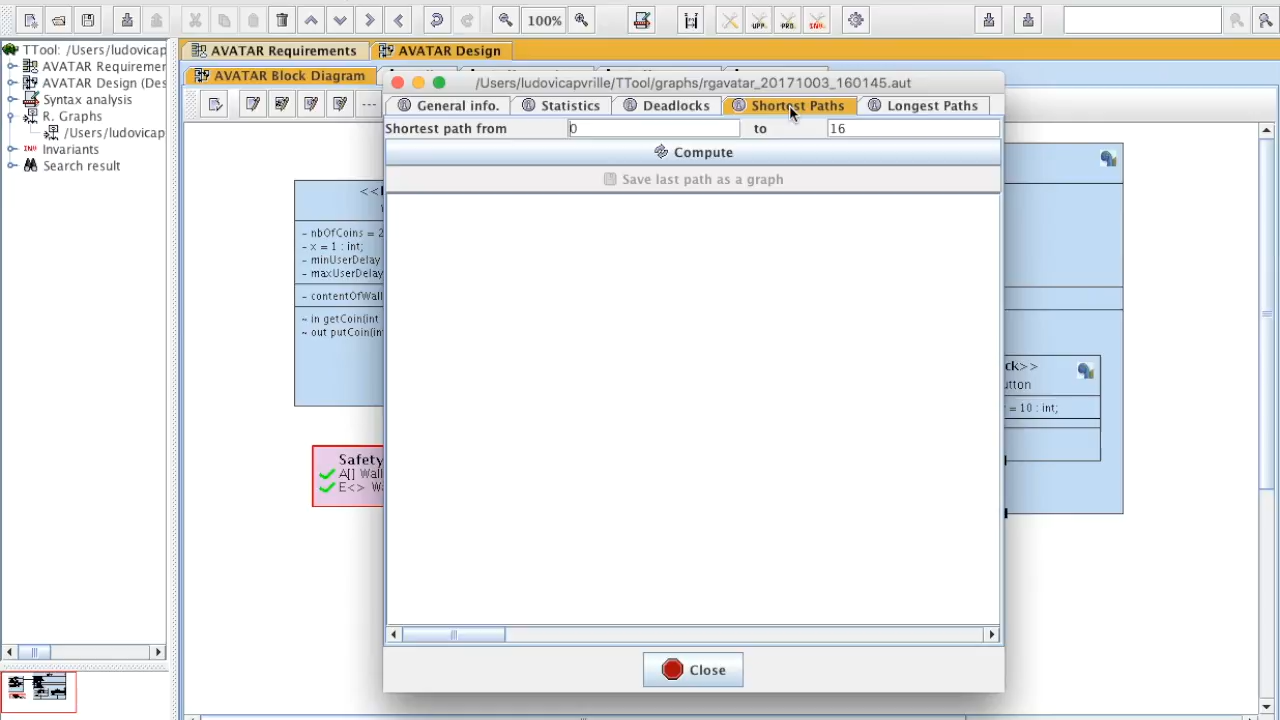 100%
TTool: /Users/ludovicap
AVATAR Requiremen
AVATAR Design (Des
Syntax analysis
R. Graphs
/Users/ludovicap
INV Invariants
Search result
AVATAR Requirements
AVATAR Design
AVATAR Block Diagram
/Users/ludovicapvrille/TTool/graphs/rgavatar_20171003_160145.aut
General info.
Statistics
Deadlocks
Shortest Paths
Longest Paths
Shortest path from
0
to
16
Compute
Save last path as a graph
- nbOfCoins = 2
- x = 1 : int;
- minUserDelay
- maxUserDelay
- contentOfWall
~ in getCoin(int
~ out putCoin(in
Safety
A[] Wall
E<> Wa
ck>>
utton
= 10 : int;
Close